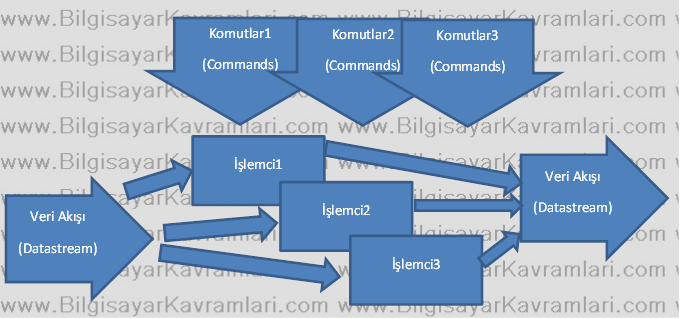 Komutlar1
(Commands)
Komutlar2
(Commands)
Komutlar3
(Commands)
İşlemci1
İşlemci2
İşlemci3
Veri Akışı
(Datastream)
Veri Akışı
(Datastream)
www.BilgisayarKavramlari.com